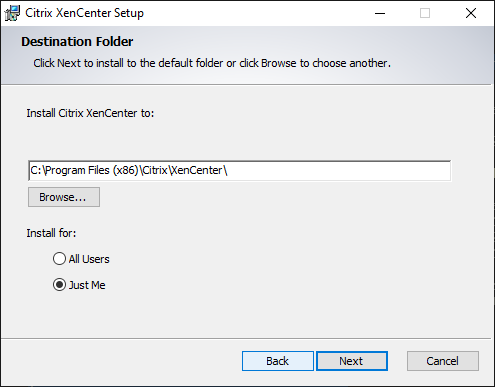 Citrix XenCenter Setup
Destination Folder
Click Next to install to the default folder or click Browse to choose another.
Install Citrix XenCenter to:
C:\Program Files (x86)\Citrix\XenCenter\
Browse...
Install for:
All Users
Just Me
Back Next Cancel